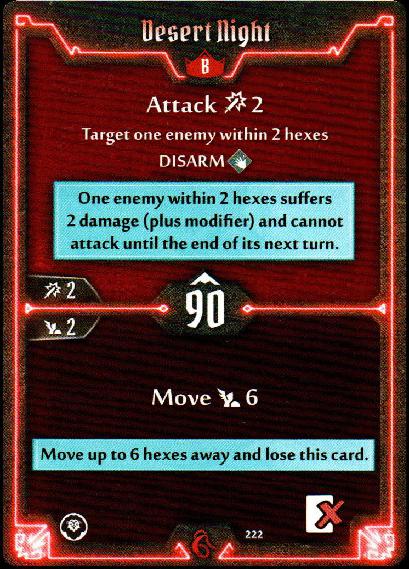 Desert Night
B
Attack 2
Target one enemy within 2 hexes
DISARM
One enemy within 2 hexes suffers
2 damage (plus modifier) and cannot
attack until the end of its next turn.
2
90
2
Move 6
Move up to 6 hexes away and lose this card.
222